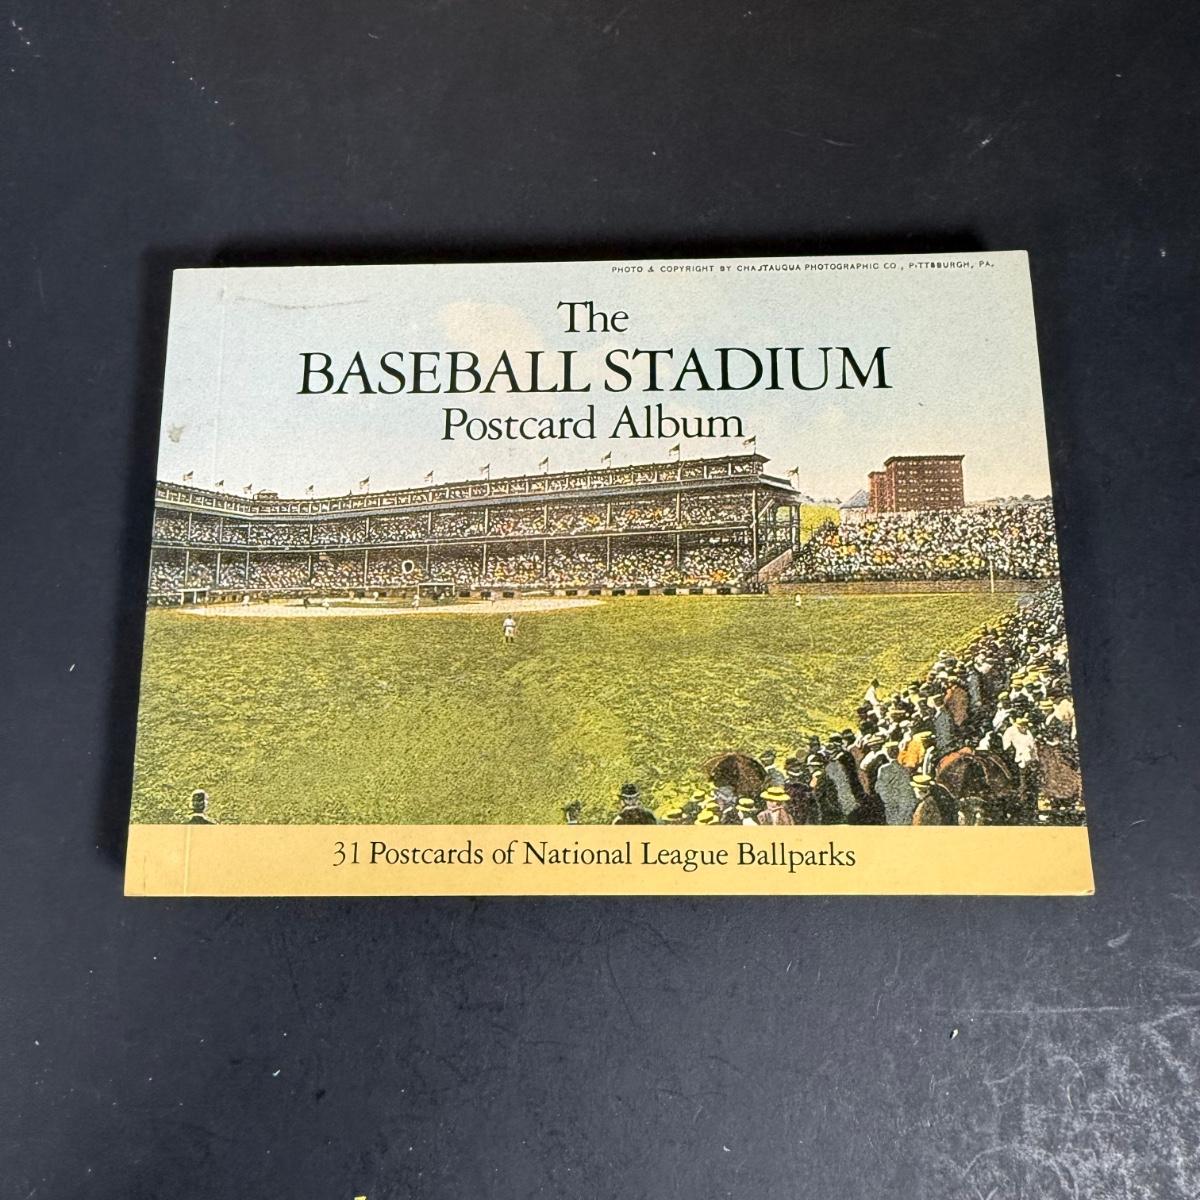 PHOTO & COPYRIGHT BY CHAUTAUQUA PHOTOGRAPHIC CO., PITTSBURGH, PA.
The
BASEBALL STADIUM
Postcard Album
31 Postcards of National League Ballparks